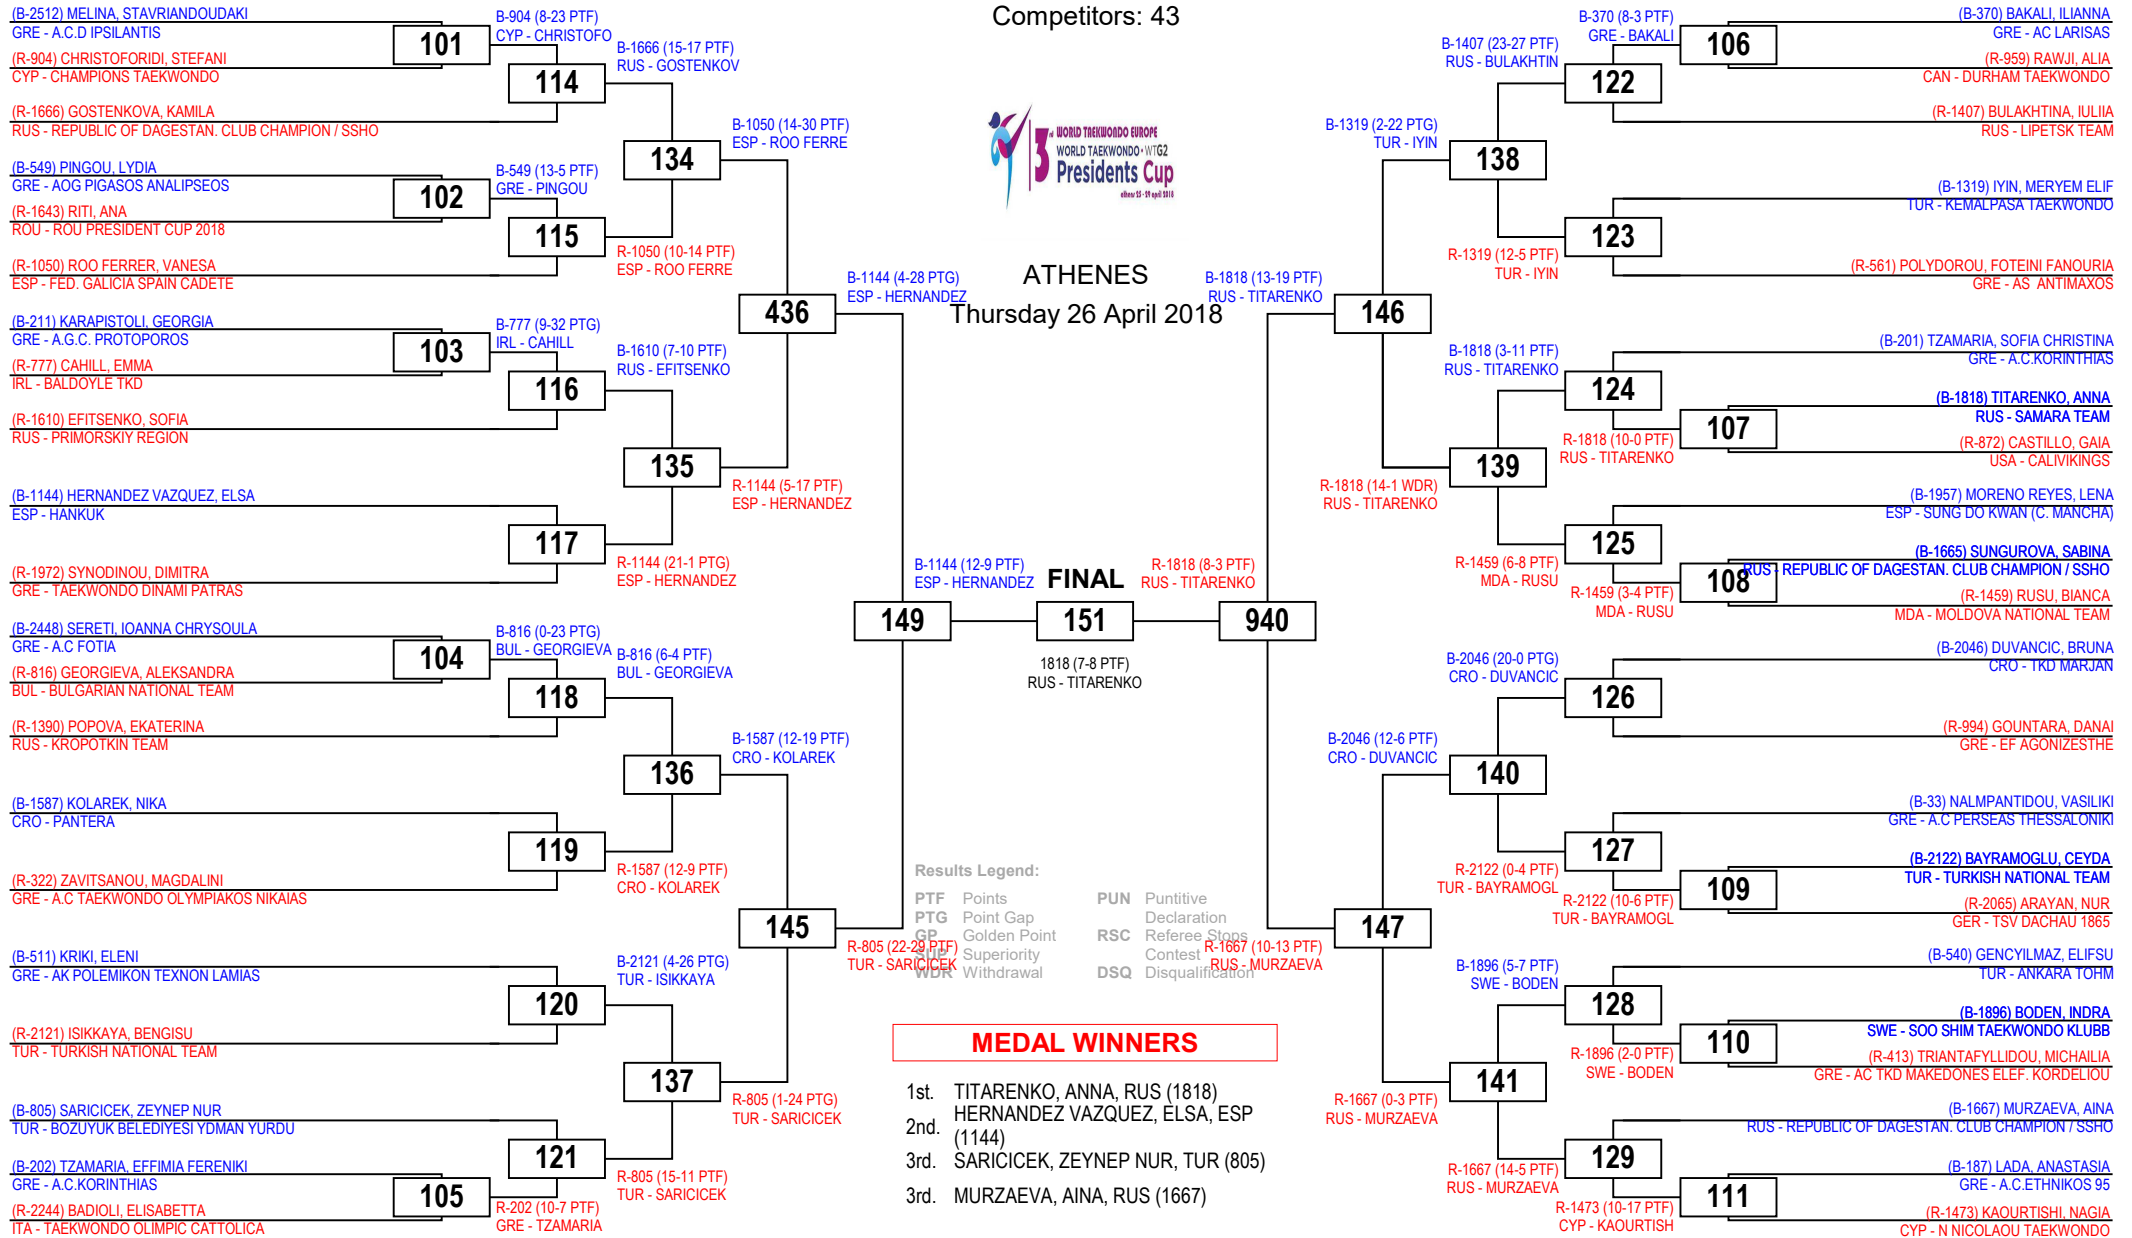 Competitors: 43
3rd WORLD TAEKWONDO EUROPE
WORLD TAEKWONDO • WTG2
Presidents Cup
athens 25 - 29 april 2018
ATHENES
Thursday 26 April 2018
(B-2512) MELINA, STAVRIANDOUDAKI
GRE - A.C.D IPSILANTIS
(R-904) CHRISTOFORIDI, STEFANI
CYP - CHAMPIONS TAEKWONDO
(R-1666) GOSTENKOVA, KAMILA
RUS - REPUBLIC OF DAGESTAN. CLUB CHAMPION / SSHO
(B-549) PINGOU, LYDIA
GRE - AOG PIGASOS ANALIPSEOS
(R-1643) RITI, ANA
ROU - ROU PRESIDENT CUP 2018
(R-1050) ROO FERRER, VANESA
ESP - FED. GALICIA SPAIN CADETE
(B-211) KARAPISTOLI, GEORGIA
GRE - A.G.C. PROTOPOROS
(R-777) CAHILL, EMMA
IRL - BALDOYLE TKD
(R-1610) EFITSENKO, SOFIA
RUS - PRIMORSKIY REGION
(B-1144) HERNANDEZ VAZQUEZ, ELSA
ESP - HANKUK
(R-1972) SYNODINOU, DIMITRA
GRE - TAEKWONDO DINAMI PATRAS
(B-2448) SERETI, IOANNA CHRYSOULA
GRE - A.C FOTIA
(R-816) GEORGIEVA, ALEKSANDRA
BUL - BULGARIAN NATIONAL TEAM
(R-1390) POPOVA, EKATERINA
RUS - KROPOTKIN TEAM
(B-1587) KOLAREK, NIKA
CRO - PANTERA
(R-322) ZAVITSANOU, MAGDALINI
GRE - A.C TAEKWONDO OLYMPIAKOS NIKAIAS
(B-511) KRIKI, ELENI
GRE - AK POLEMIKON TEXNON LAMIAS
(R-2121) ISIKKAYA, BENGISU
TUR - TURKISH NATIONAL TEAM
(B-805) SARICICEK, ZEYNEP NUR
TUR - BOZUYUK BELEDIYESI YDMAN YURDU
(B-202) TZAMARIA, EFFIMIA FERENIKI
GRE - A.C.KORINTHIAS
(R-2244) BADIOLI, ELISABETTA
ITA - TAEKWONDO OLIMPIC CATTOLICA
101
102
103
104
105
B-904 (8-23 PTF)
CYP - CHRISTOFO
B-549 (13-5 PTF)
GRE - PINGOU
B-777 (9-32 PTG)
IRL - CAHILL
B-816 (0-23 PTG)
BUL - GEORGIEVA
R-202 (10-7 PTF)
GRE - TZAMARIA
114
115
116
117
118
119
120
121
B-1666 (15-17 PTF)
RUS - GOSTENKOV
R-1050 (10-14 PTF)
ESP - ROO FERRE
B-1610 (7-10 PTF)
RUS - EFITSENKO
R-1144 (21-1 PTG)
ESP - HERNANDEZ
B-816 (6-4 PTF)
BUL - GEORGIEVA
R-1587 (12-9 PTF)
CRO - KOLAREK
B-2121 (4-26 PTG)
TUR - ISIKKAYA
R-805 (15-11 PTF)
TUR - SARICICEK
134
135
136
137
B-1050 (14-30 PTF)
ESP - ROO FERRE
R-1144 (5-17 PTF)
ESP - HERNANDEZ
B-1587 (12-19 PTF)
CRO - KOLAREK
R-805 (1-24 PTG)
TUR - SARICICEK
436
145
B-1144 (4-28 PTG)
ESP - HERNANDEZ
R-805 (22-29 PTF)
TUR - SARICICEK
149
B-1144 (12-9 PTF)
ESP - HERNANDEZ
FINAL
151
1818 (7-8 PTF)
RUS - TITARENKO
R-1818 (8-3 PTF)
RUS - TITARENKO
940
B-1818 (13-19 PTF)
RUS - TITARENKO
R-1667 (10-13 PTF)
RUS - MURZAEVA
146
147
B-1319 (2-22 PTG)
TUR - IYIN
R-1818 (14-1 WDR)
RUS - TITARENKO
B-2046 (12-6 PTF)
CRO - DUVANCIC
R-1667 (0-3 PTF)
RUS - MURZAEVA
138
139
140
141
B-1407 (23-27 PTF)
RUS - BULAKHTIN
R-1319 (12-5 PTF)
TUR - IYIN
B-1818 (3-11 PTF)
RUS - TITARENKO
R-1459 (6-8 PTF)
MDA - RUSU
B-2046 (20-0 PTG)
CRO - DUVANCIC
R-2122 (0-4 PTF)
TUR - BAYRAMOGL
B-1896 (5-7 PTF)
SWE - BODEN
R-1667 (14-5 PTF)
RUS - MURZAEVA
122
123
124
125
126
127
128
129
B-370 (8-3 PTF)
GRE - BAKALI
R-1818 (10-0 PTF)
RUS - TITARENKO
R-1459 (3-4 PTF)
MDA - RUSU
R-2122 (10-6 PTF)
TUR - BAYRAMOGL
R-1896 (2-0 PTF)
SWE - BODEN
R-1473 (10-17 PTF)
CYP - KAOURTISH
106
107
108
109
110
111
(B-370) BAKALI, ILIANNA
GRE - AC LARISAS
(R-959) RAWJI, ALIA
CAN - DURHAM TAEKWONDO
(R-1407) BULAKHTINA, IULIIA
RUS - LIPETSK TEAM
(B-1319) IYIN, MERYEM ELIF
TUR - KEMALPASA TAEKWONDO
(R-561) POLYDOROU, FOTEINI FANOURIA
GRE - AS ANTIMAXOS
(B-201) TZAMARIA, SOFIA CHRISTINA
GRE - A.C.KORINTHIAS
(B-1818) TITARENKO, ANNA
RUS - SAMARA TEAM
(R-872) CASTILLO, GAIA
USA - CALIVIKINGS
(B-1957) MORENO REYES, LENA
ESP - SUNG DO KWAN (C. MANCHA)
(B-1665) SUNGUROVA, SABINA
RUS - REPUBLIC OF DAGESTAN. CLUB CHAMPION / SSHO
(R-1459) RUSU, BIANCA
MDA - MOLDOVA NATIONAL TEAM
(B-2046) DUVANCIC, BRUNA
CRO - TKD MARJAN
(R-994) GOUNTARA, DANAI
GRE - EF AGONIZESTHE
(B-33) NALMPANTIDOU, VASILIKI
GRE - A.C PERSEAS THESSALONIKI
(B-2122) BAYRAMOGLU, CEYDA
TUR - TURKISH NATIONAL TEAM
(R-2065) ARAYAN, NUR
GER - TSV DACHAU 1865
(B-540) GENCYILMAZ, ELIFSU
TUR - ANKARA TOHM
(B-1896) BODEN, INDRA
SWE - SOO SHIM TAEKWONDO KLUBB
(R-413) TRIANTAFYLLIDOU, MICHAILIA
GRE - AC TKD MAKEDONES ELEF. KORDELIOU
(B-1667) MURZAEVA, AINA
RUS - REPUBLIC OF DAGESTAN. CLUB CHAMPION / SSHO
(B-187) LADA, ANASTASIA
GRE - A.C.ETHNIKOS 95
(R-1473) KAOURTISHI, NAGIA
CYP - N NICOLAOU TAEKWONDO
Results Legend:
PTF Points
PTG Point Gap
GP Golden Point
SUP Superiority
WDR Withdrawal
PUN Puntitive
Declaration
RSC Referee Stops
Contest
DSQ Disqualification
MEDAL WINNERS
1st. TITARENKO, ANNA, RUS (1818)
2nd. HERNANDEZ VAZQUEZ, ELSA, ESP
(1144)
3rd. SARICICEK, ZEYNEP NUR, TUR (805)
3rd. MURZAEVA, AINA, RUS (1667)